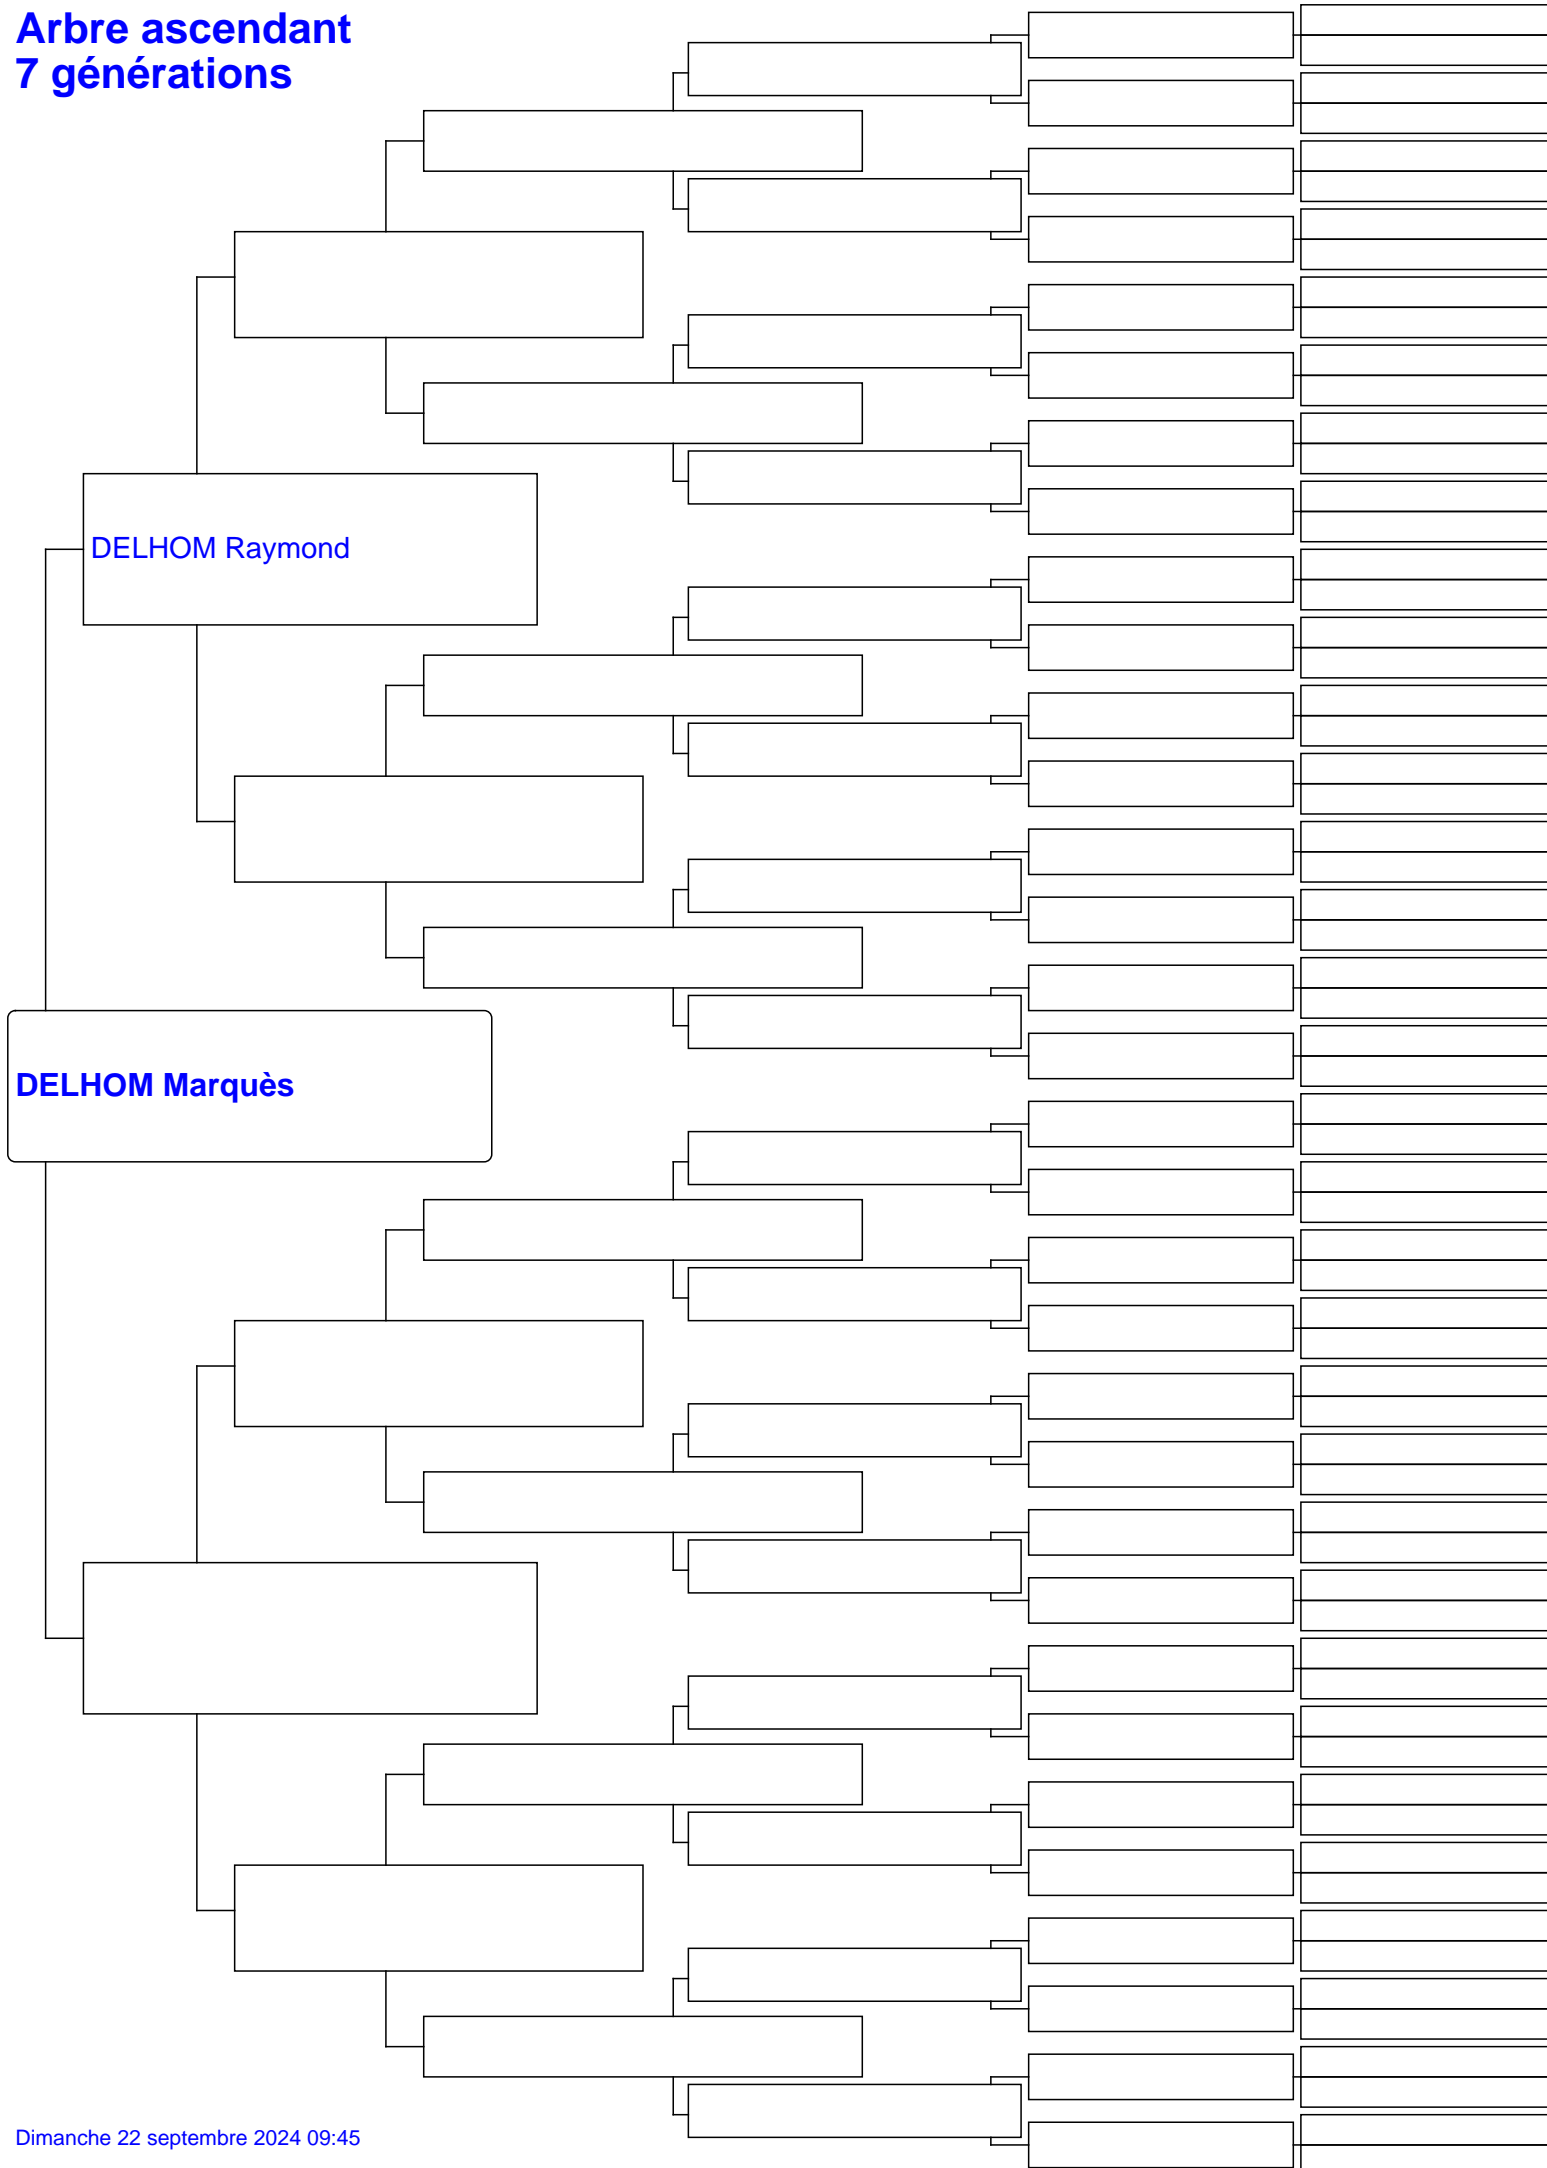 Arbre ascendant
7 générations
DELHOM Raymond
DELHOM Marquès
Dimanche 22 septembre 2024 09:45